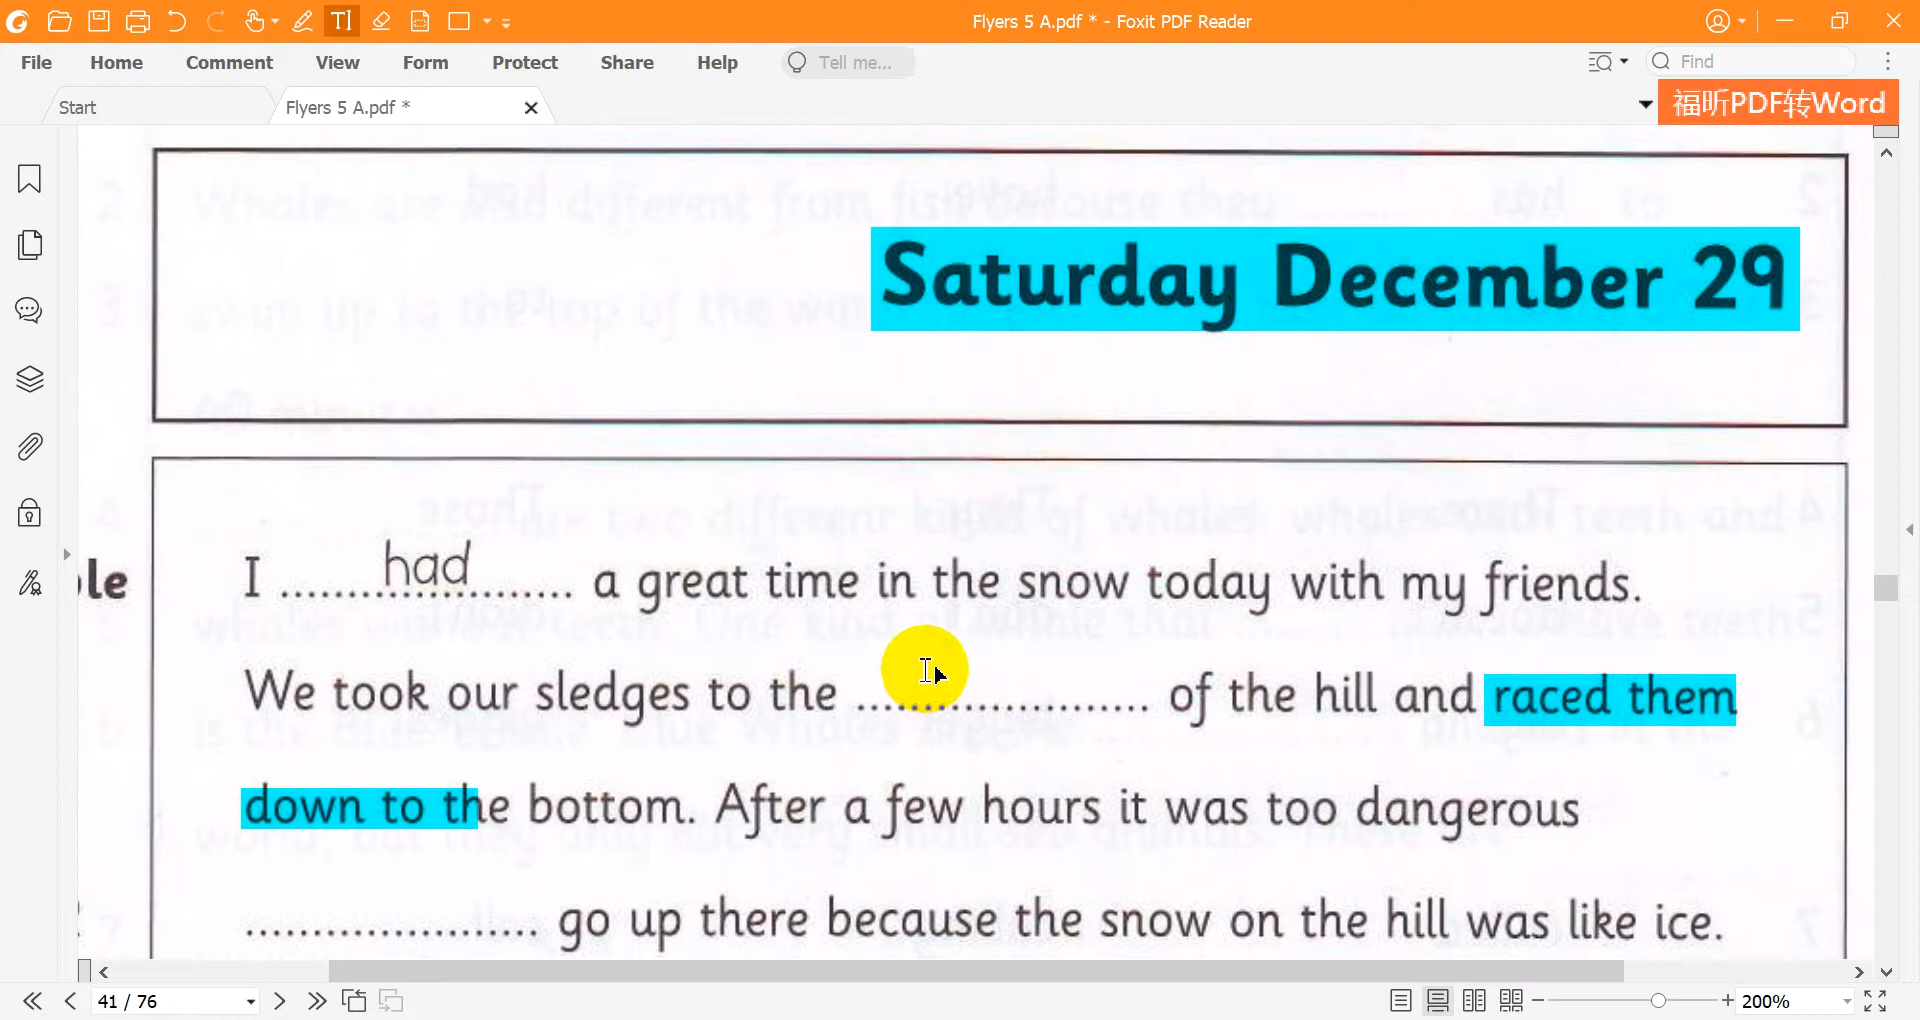 Flyers 5 A.pdf * - Foxit PDF Reader
File Home Comment View Form Protect Share Help Tell me... Find
Start Flyers 5 A.pdf * 福昕PDF转Word
Saturday December 29
I had a great time in the snow today with my friends.
We took our sledges to the ........................ of the hill and raced them
down to the bottom. After a few hours it was too dangerous
........................ go up there because the snow on the hill was like ice.
41 / 76 200%